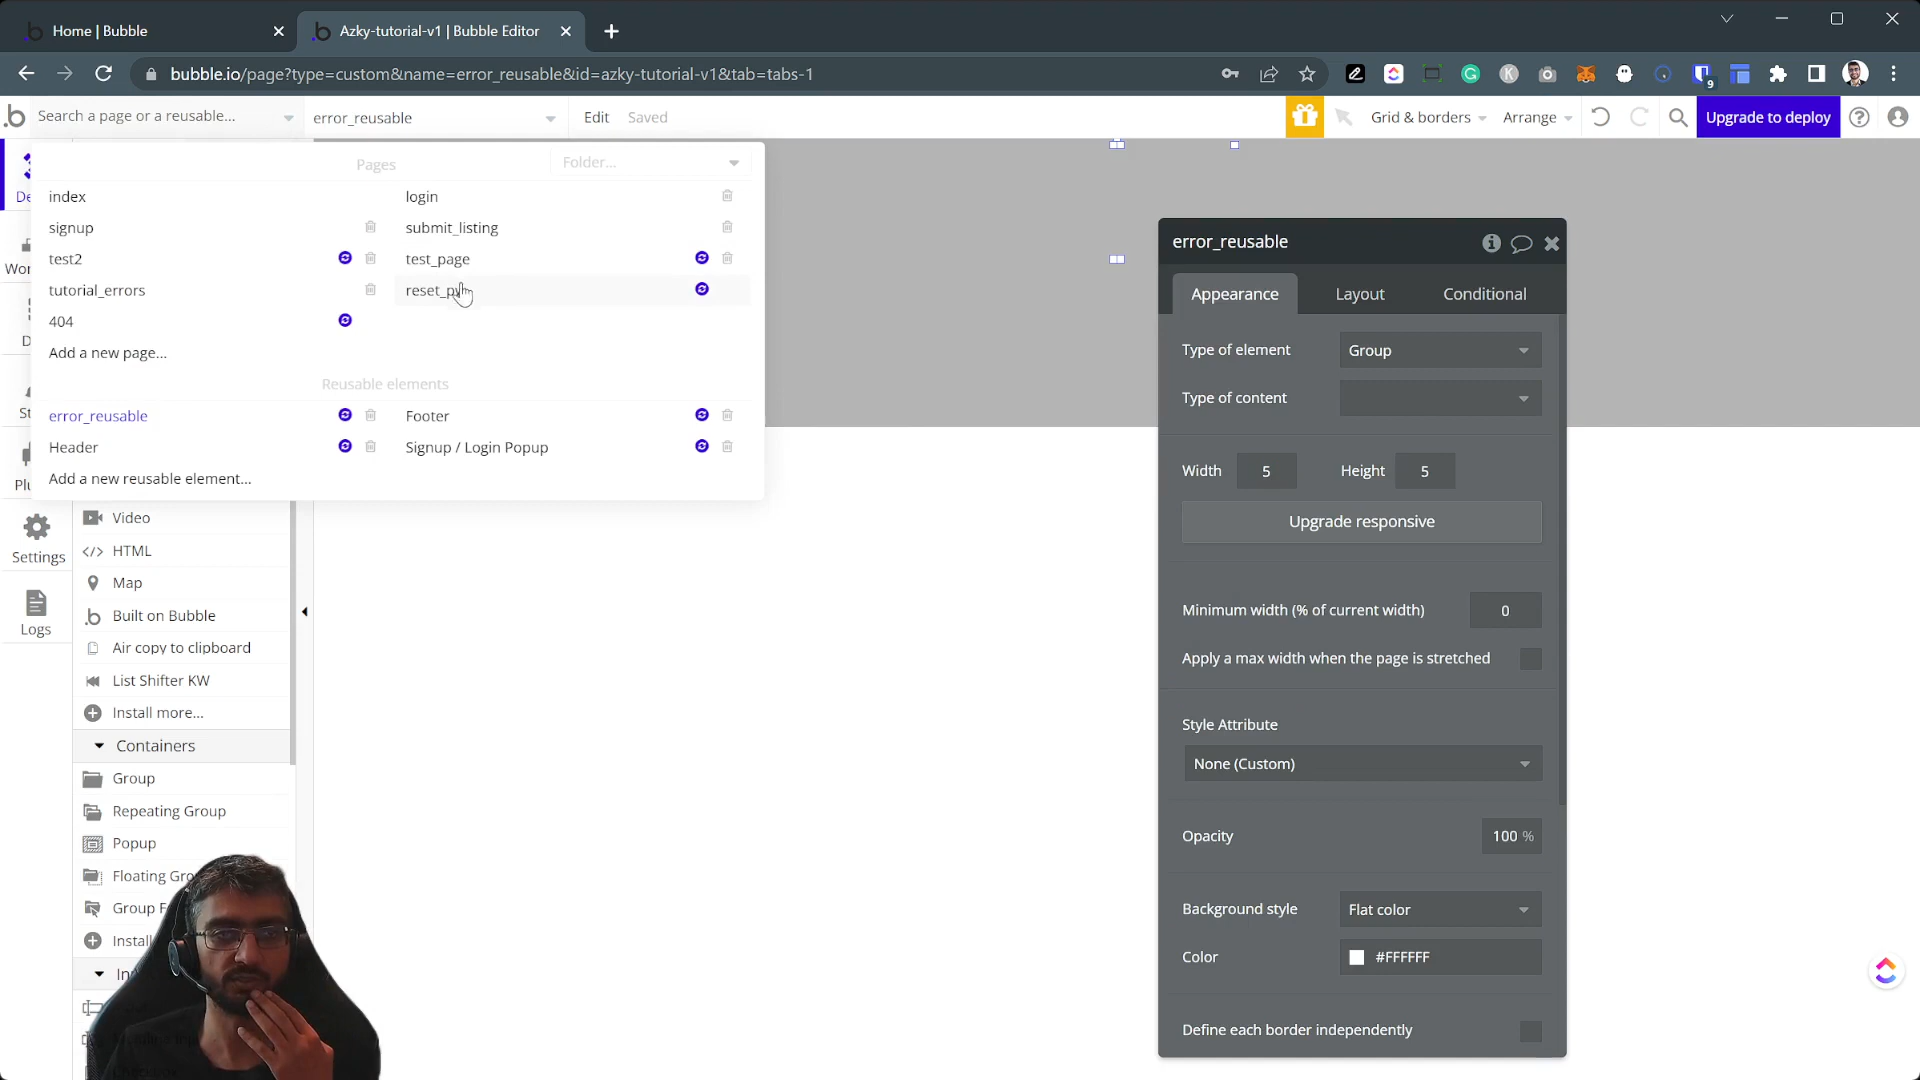 Home | Bubble
Azky-tutorial-v1 | Bubble Editor
bubble.io/page?type=custom&name=error_reusable&id=azky-tutorial-v1&tab=tabs-1
9
Search a page or a reusable...
error_reusable
Edit
Saved
Grid & borders
Arrange
Upgrade to deploy
Pages
Folder...
index
login
signup
submit_listing
test2
test_page
tutorial_errors
404
Add a new page...
Reusable elements
error_reusable
Footer
Header
Signup / Login Popup
Add a new reusable element...
Settings
Logs
Video
HTML
Map
Built on Bubble
Air copy to clipboard
List Shifter KW
Install more...
Containers
Group
Repeating Group
Popup
error_reusable
Appearance
Layout
Conditional
Type of element
Group
Type of content
Width
5
Height
5
Upgrade responsive
Minimum width (% of current width)
0
Apply a max width when the page is stretched
Style Attribute
None (Custom)
Opacity
100 %
Background style
Flat color
Color
#FFFFFF
Define each border independently